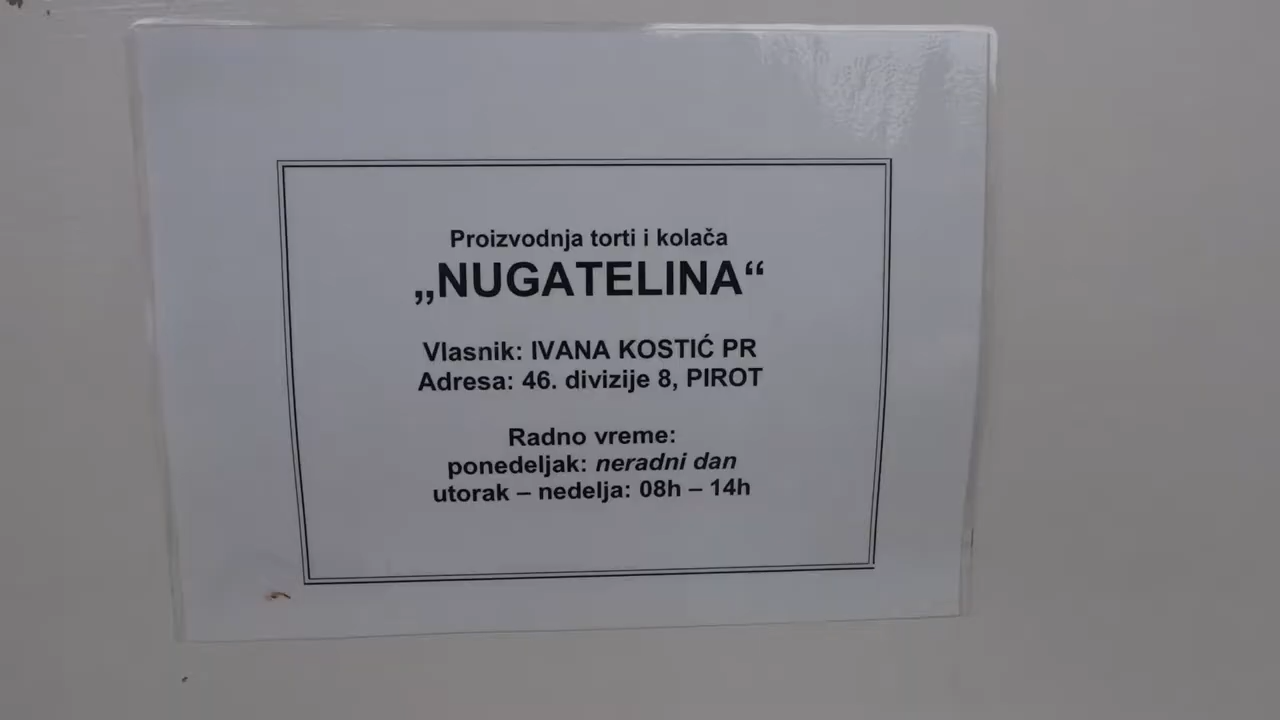 Proizvodnja torti i kolača
„NUGATELINA“
Vlasnik: IVANA KOSTIĆ PR
Adresa: 46. divizije 8, PIROT
Radno vreme:
ponedeljak: neradni dan
utorak – nedelja: 08h – 14h